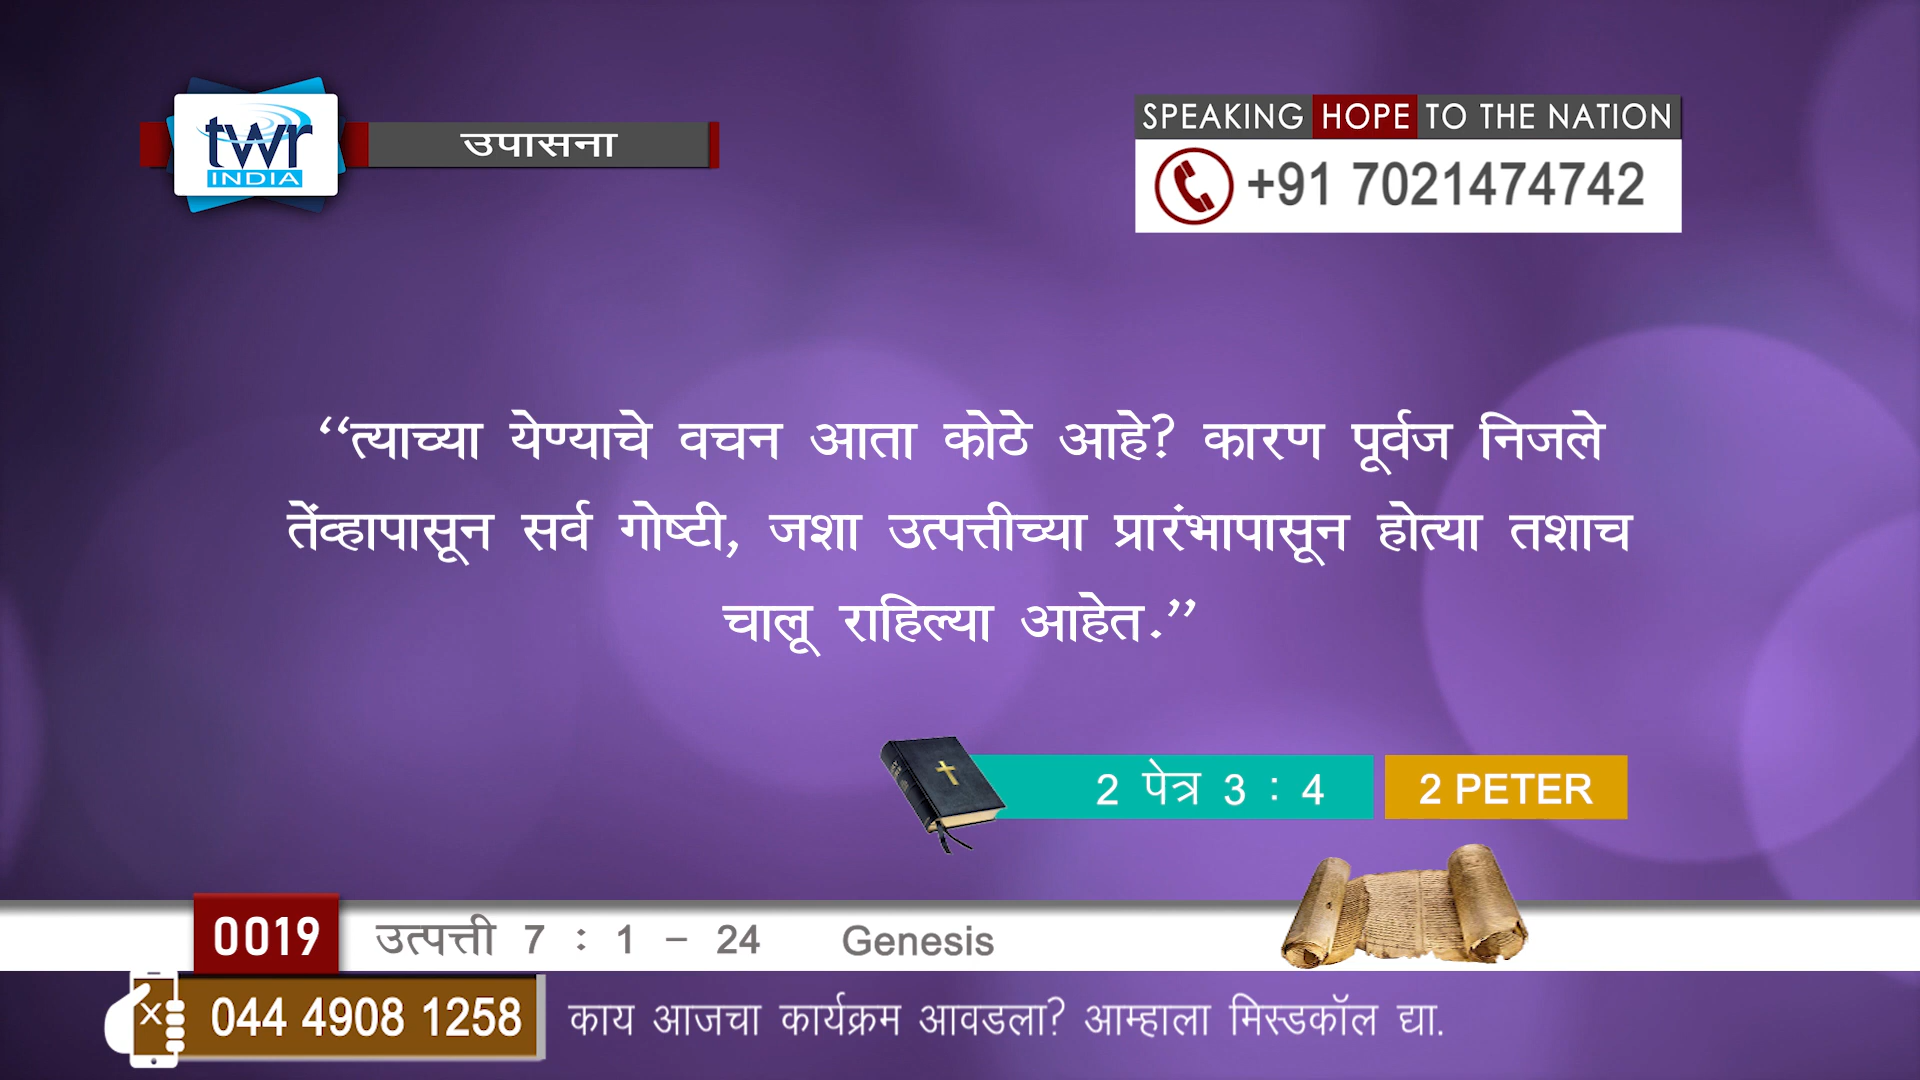 twr
INDIA
उपासना
SPEAKING HOPE TO THE NATION
+91 7021474742
“त्याच्या येण्याचे वचन आता कोठे आहे? कारण पूर्वज निजले
तेंव्हापासून सर्व गोष्टी, जशा उत्पत्तीच्या प्रारंभापासून होत्या तशाच
चालू राहिल्या आहेत.”
2 पेत्र 3 : 4
2 PETER
0019
उत्पत्ती 7 : 1 - 24 Genesis
044 4908 1258
काय आजचा कार्यक्रम आवडला? आम्हाला मिस्डकॉल द्या.